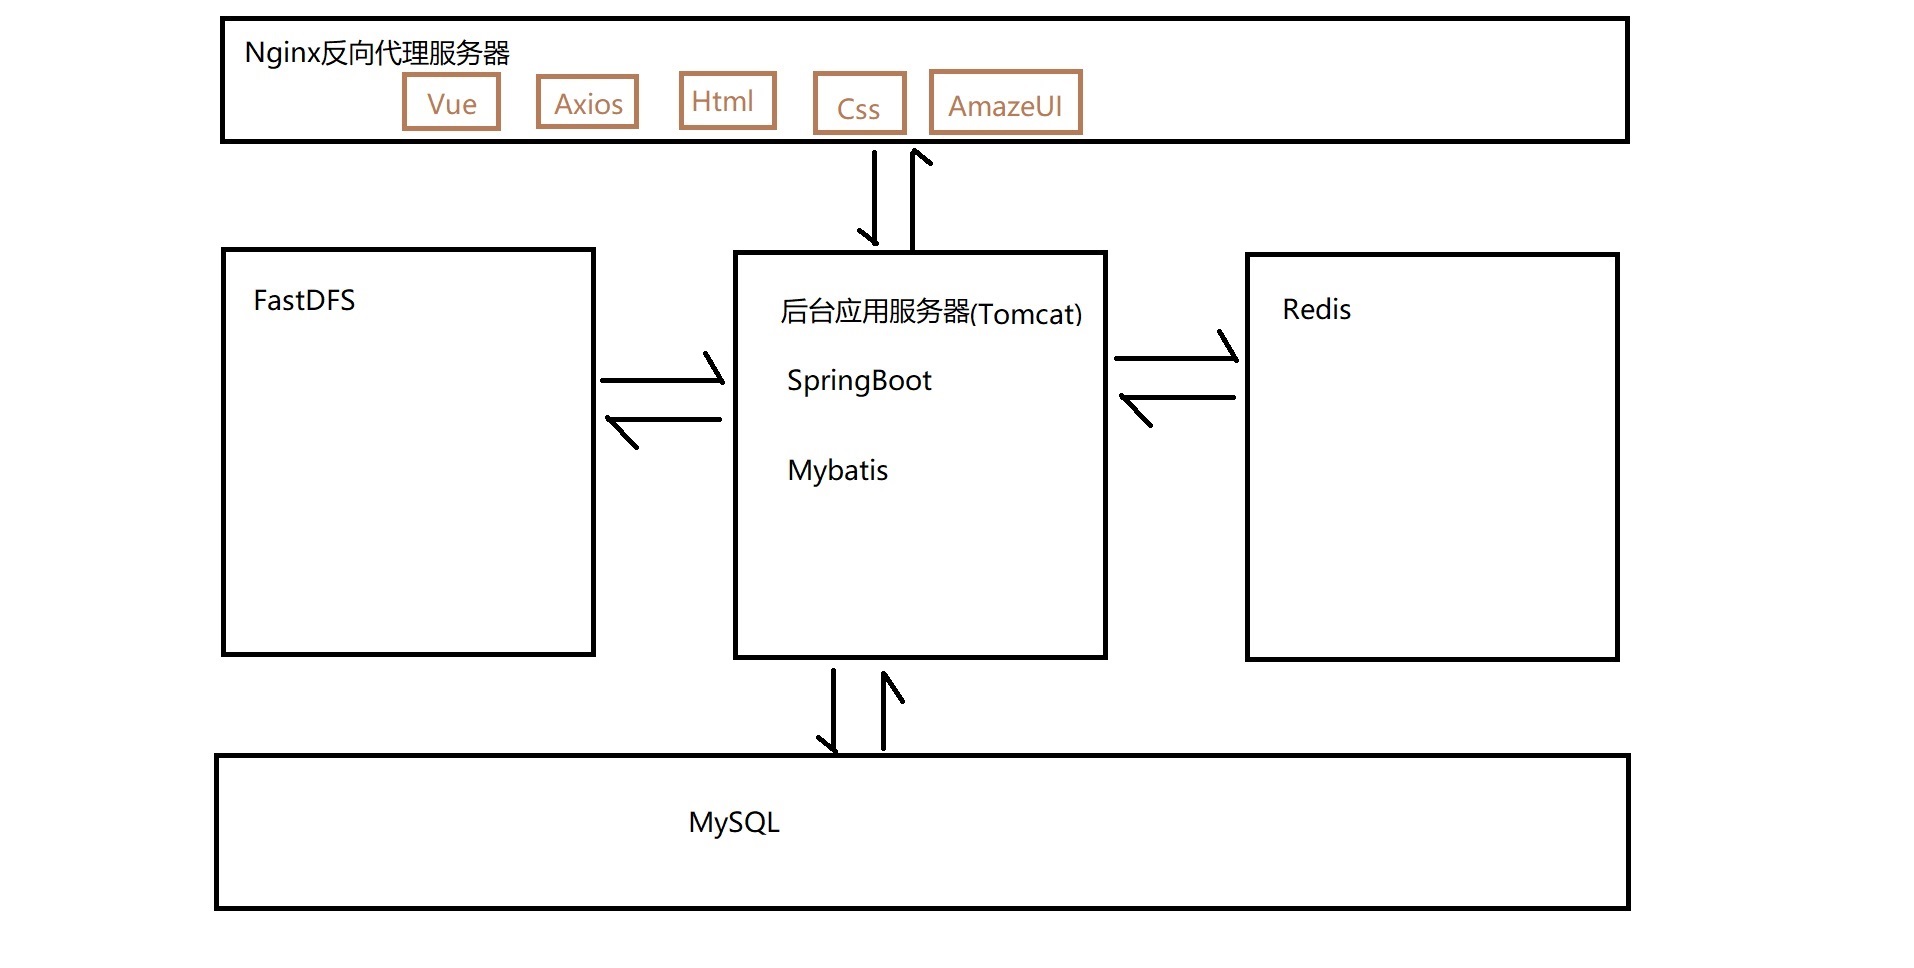 Nginx反向代理服务器
Vue Axios Html Css AmazeUI
FastDFS
后台应用服务器(Tomcat)
SpringBoot
Mybatis
Redis
MySQL